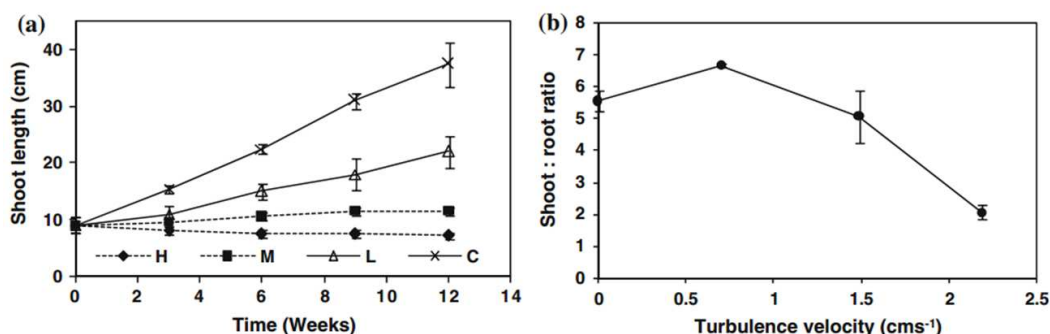 (a)
Shoot length (cm)
40
30
20
10
0
H M L C
0 2 4 6 8 10 12 14
Time (Weeks)
(b)
Shoot : root ratio
8
7
6
5
4
3
2
1
0
0 0.5 1 1.5 2 2.5
Turbulence velocity (cms⁻¹)